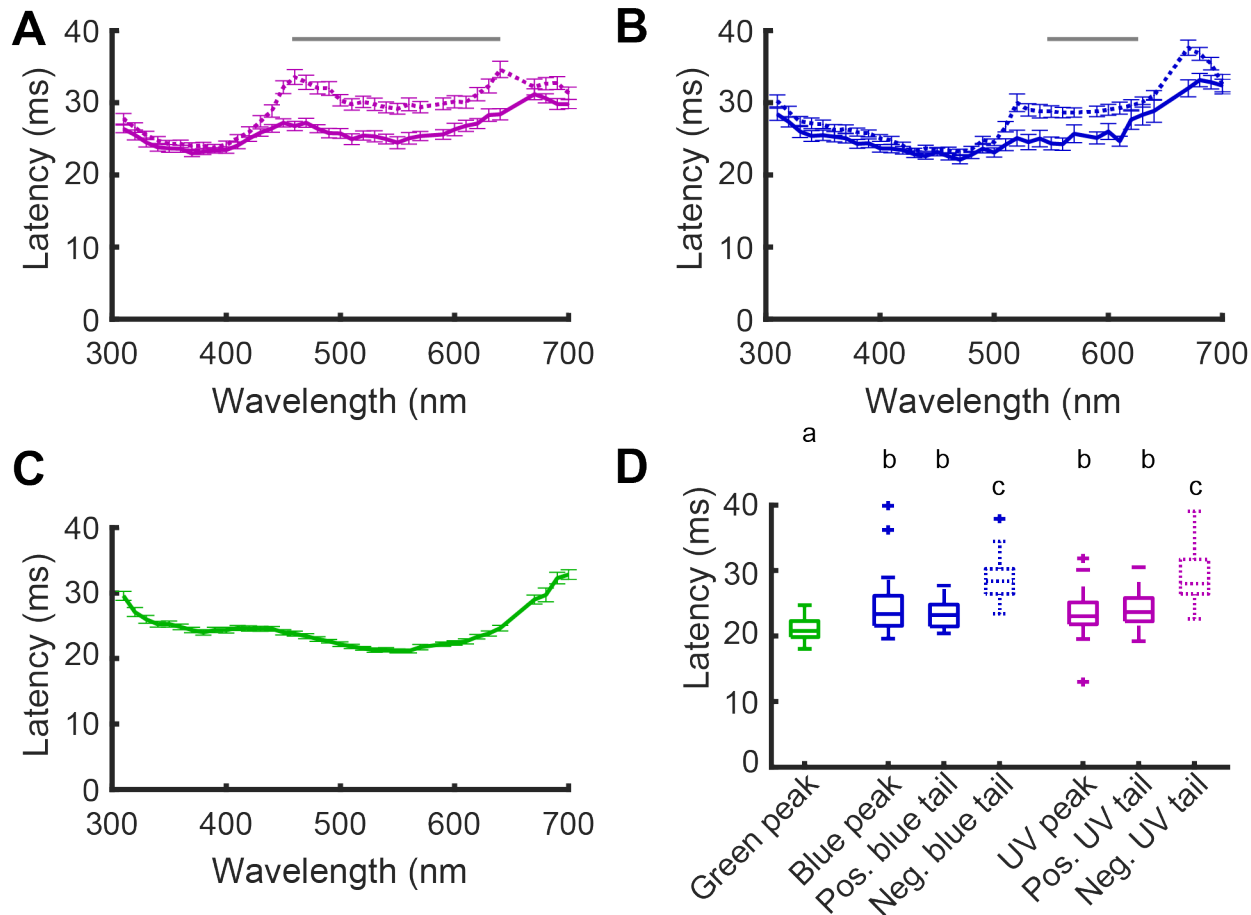 A
40
30
20
10
0
Latency (ms)
300 400 500 600 700
Wavelength (nm
B
40
30
20
10
0
Latency (ms)
300 400 500 600 700
Wavelength (nm
C
40
30
20
10
0
Latency (ms)
300 400 500 600 700
Wavelength (nm
D
a
b b b b
c c
40
30
20
10
0
Latency (ms)
Green peak
Blue peak
Pos. blue tail
Neg. blue tail
UV peak
Pos. UV tail
Neg. UV tail